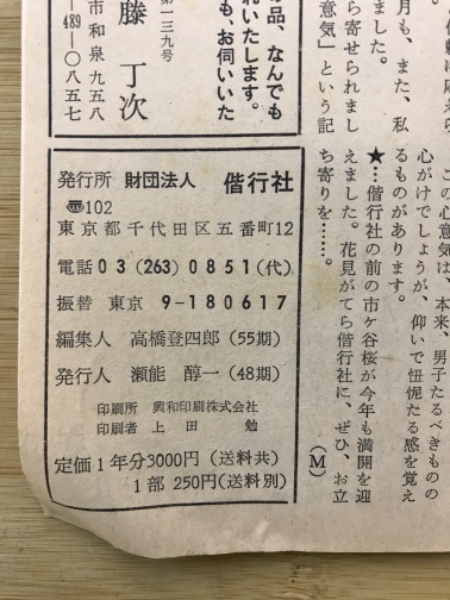 月も、また、私
ました。
ら寄せられまし
意気」という記
この心意気は、本来、男子たるべきものの
心がけでしょうが、仰いで忸怩たる感を覚え
るものがあります。
★…偕行社の前の市ケ谷桜が今年も満開を迎
えました。花見がてら偕行社に、ぜひ、お立
ち寄りを……。
(M)
品、なんでも
れいたします。
も、お伺いいた
第一三九号
藤 丁次
市和泉九五八
489-〇八五七
発行所 財団法人 偕行社
〠102
東京都千代田区五番町12
電話03(263)0851(代)
振替 東京 9-180617
編集人 高橋登四郎(55期)
発行人 瀬能 醇一(48期)
印刷所 興和印刷株式会社
印刷者 上田 勉
定価1年分3000円(送料共)
1部 250円(送料別)